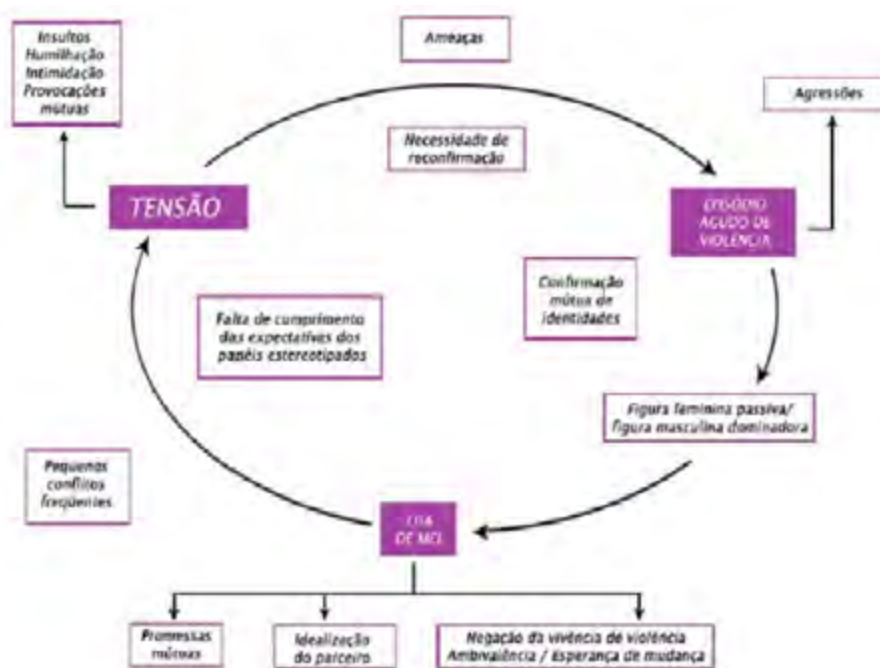 Insultos
Humilhação
Intimidação
Provocações
mútuas
Ameaças
Agressões
Necessidade de
reconfirmação
TENSÃO
EPISÓDIO
AGUDO DE
VIOLÊNCIA
Confirmação
mútua de
identidades
Falta de cumprimento
das expectativas dos
papéis estereotipados
Figura feminina passiva/
figura masculina dominadora
Pequenos
conflitos
freqüentes
LUA
DE MEL
Promessas
mútuas
Idealização
do parceiro
Negação da vivência de violência
Ambivalência / Esperança de mudança